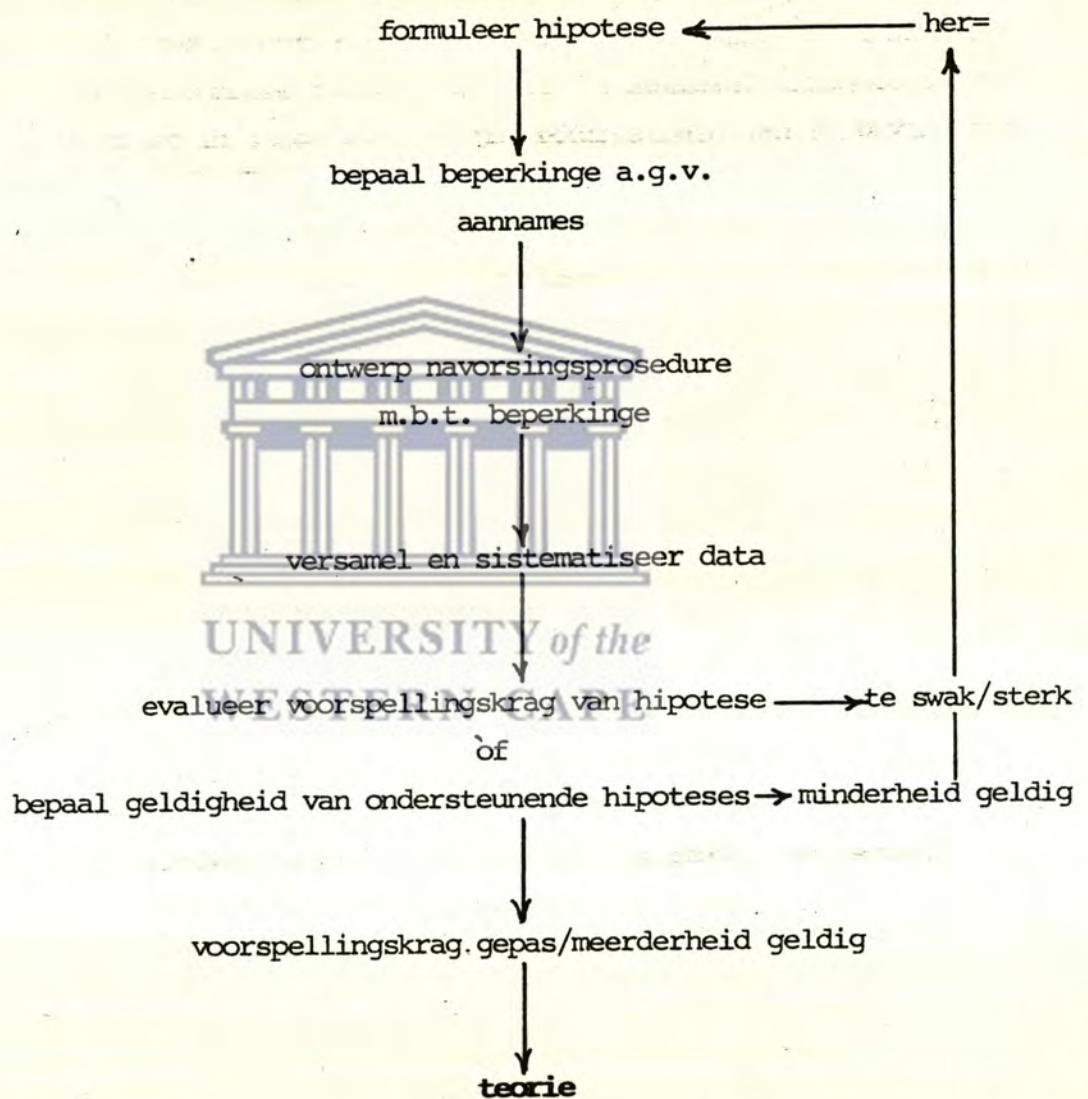 formuleer hipotese her=
bepaal beperkinge a.g.v.
aannames
ontwerp navorsingsprosedure
m.b.t. beperkinge
versamel en sistematiseer data
UNIVERSITY of the
WESTERN CAPE
evalueer voorspellingskrag van hipotese te swak/sterk
òf
bepaal geldigheid van ondersteunende hipoteses minderheid geldig
voorspellingskrag.gepas/meerderheid geldig
teorie